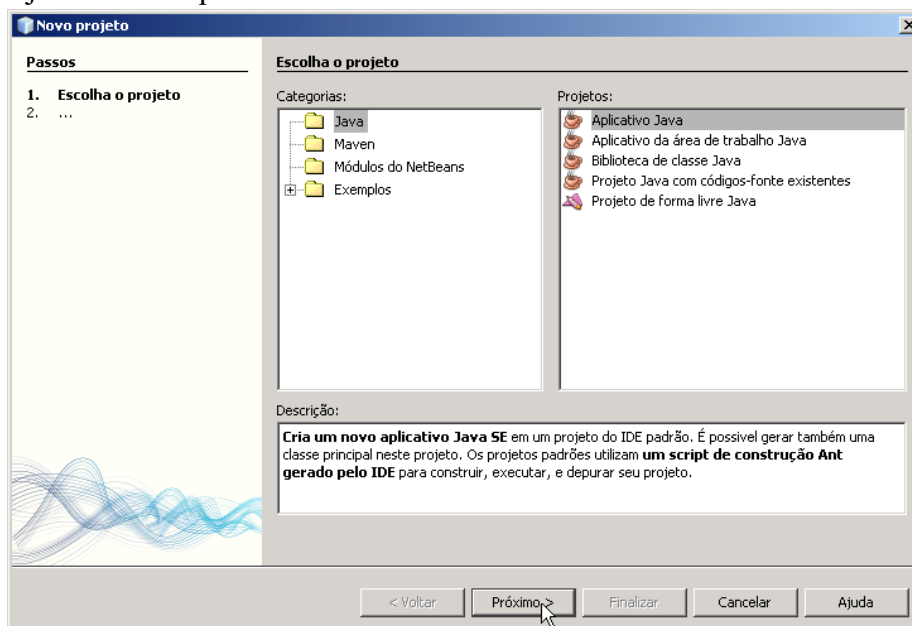 Novo projeto
Passos
1. Escolha o projeto
2. ...
Escolha o projeto
Categorias:
Java
Maven
Módulos do NetBeans
Exemplos
Projetos:
Aplicativo Java
Aplicativo da área de trabalho Java
Biblioteca de classe Java
Projeto Java com códigos-fonte existentes
Projeto de forma livre Java
Descrição:
Cria um novo aplicativo Java SE em um projeto do IDE padrão. É possivel gerar também uma
classe principal neste projeto. Os projetos padrões utilizam um script de construção Ant
gerado pelo IDE para construir, executar, e depurar seu projeto.
< Voltar
Próximo >
Finalizar
Cancelar
Ajuda